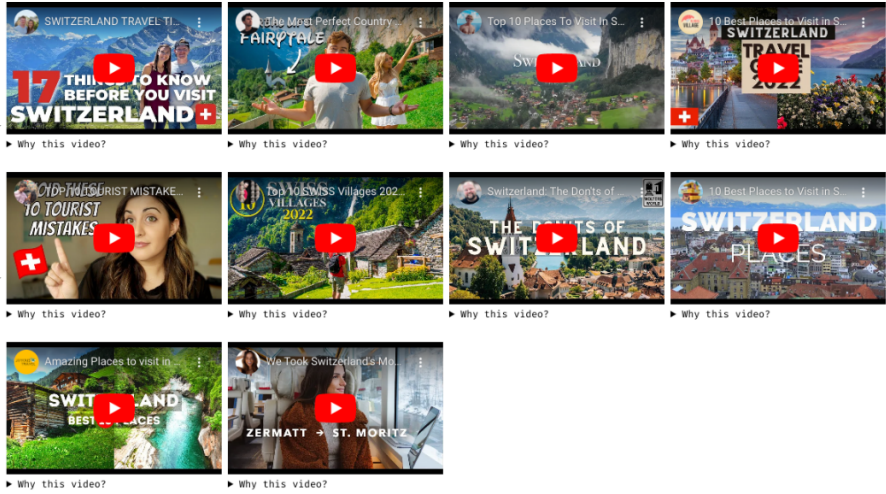 SWITZERLAND TRAVEL TI...
17 THINGS TO KNOW
BEFORE YOU VISIT
SWITZERLAND
The Most Perfect Country ...
FAIRYTALE
Top 10 Places To Visit In S...
10 Best Places to Visit in S...
SWITZERLAND
TRAVEL
2022
▶ Why this video?
▶ Why this video?
▶ Why this video?
▶ Why this video?
TOP 10 TOURIST MISTAKE...
AVOID THESE
10 TOURIST
MISTAKES
Top 10 SWISS Villages 202...
VILLAGES
2022
Switzerland: The Don'ts of ...
THE DON'TS OF
SWITZERLAND
10 Best Places to Visit in S...
SWITZERLAND
PLACES
▶ Why this video?
▶ Why this video?
▶ Why this video?
▶ Why this video?
Amazing Places to visit in ...
We Took Switzerland's Mo...
ZERMATT → ST. MORITZ
▶ Why this video?
▶ Why this video?